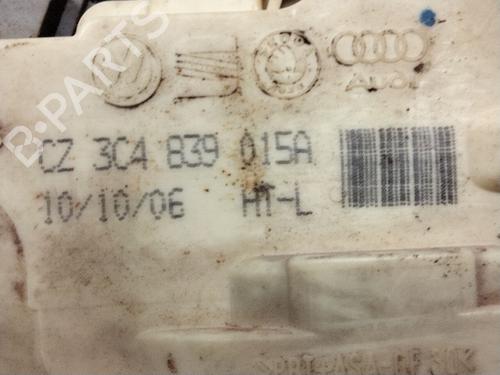 B-PARTS
AUDI
CZ 3C4 839 015A
10/10/06 HT-L